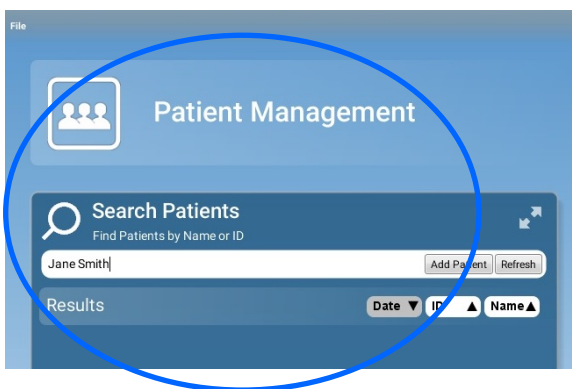 File
Patient Management
Search Patients
Find Patients by Name or ID
Jane Smith
Add Patient Refresh
Results
Date ▼ ID ▲ Name ▲